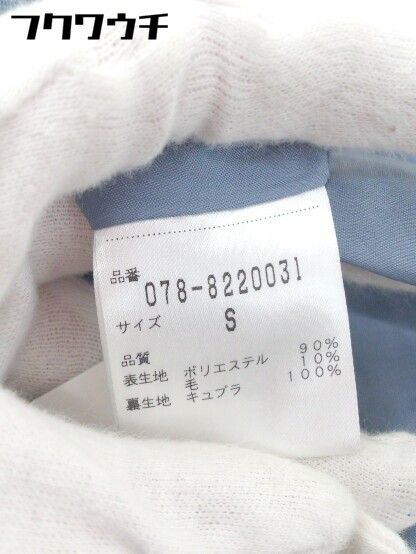 フクワウチ
品番
078-8220031
サイズ S
品質
表生地 ポリエステル 90%
毛 10%
裏生地 キュプラ 100%